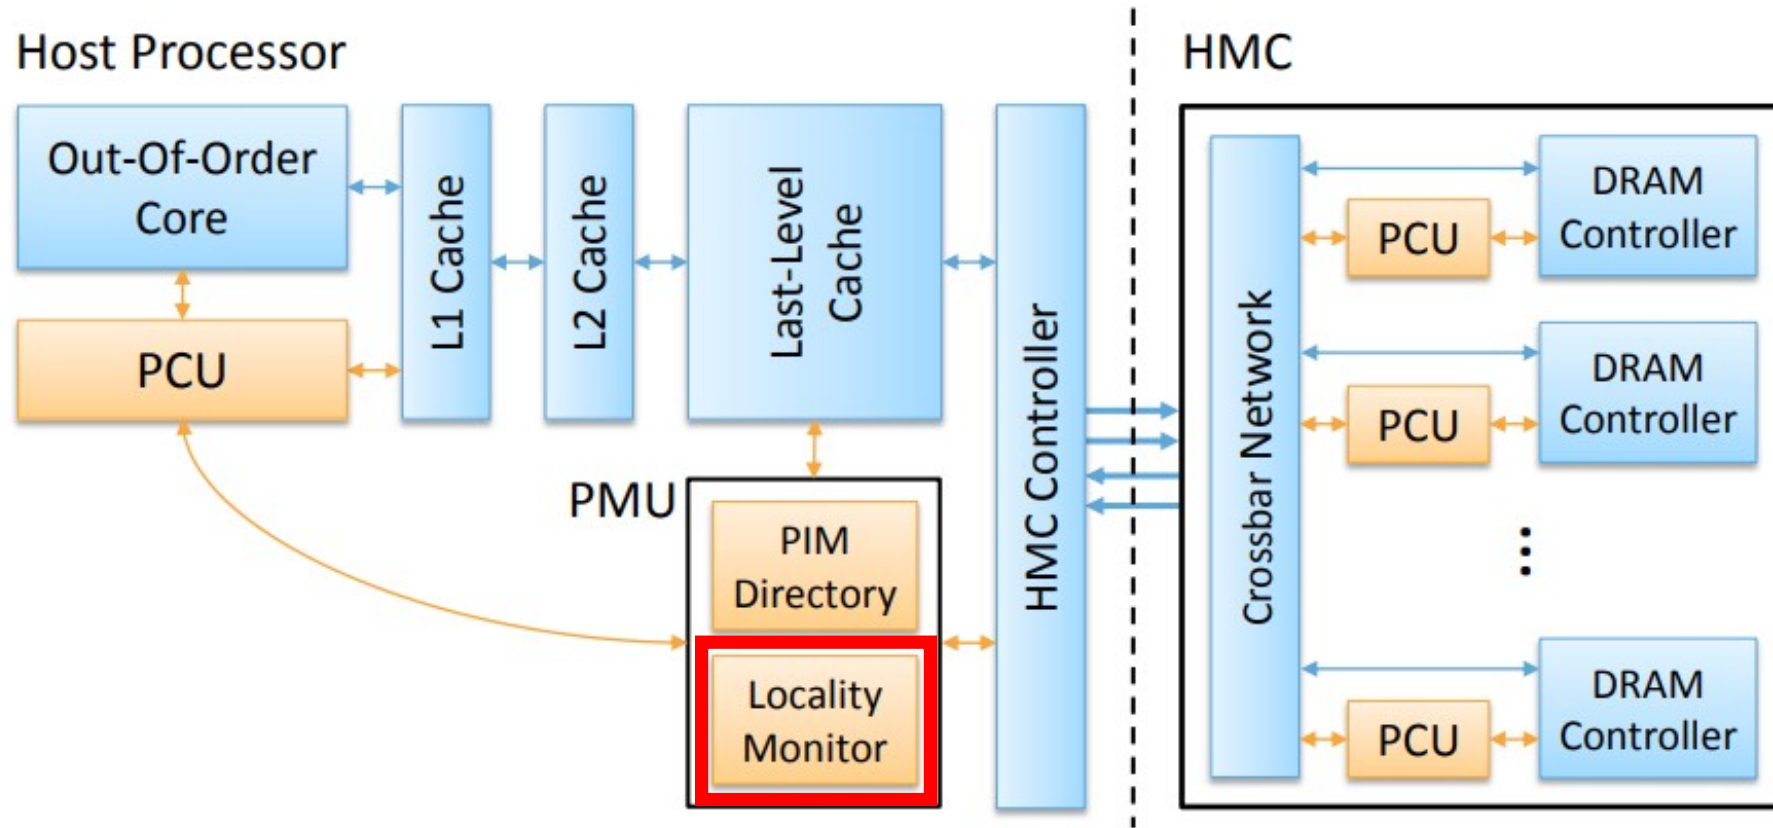 Host Processor
Out-Of-Order
Core
PCU
L1 Cache
L2 Cache
Last-Level
Cache
PMU
PIM
Directory
Locality
Monitor
HMC Controller
HMC
Crossbar Network
DRAM
Controller
PCU
DRAM
Controller
PCU
...
DRAM
Controller
PCU